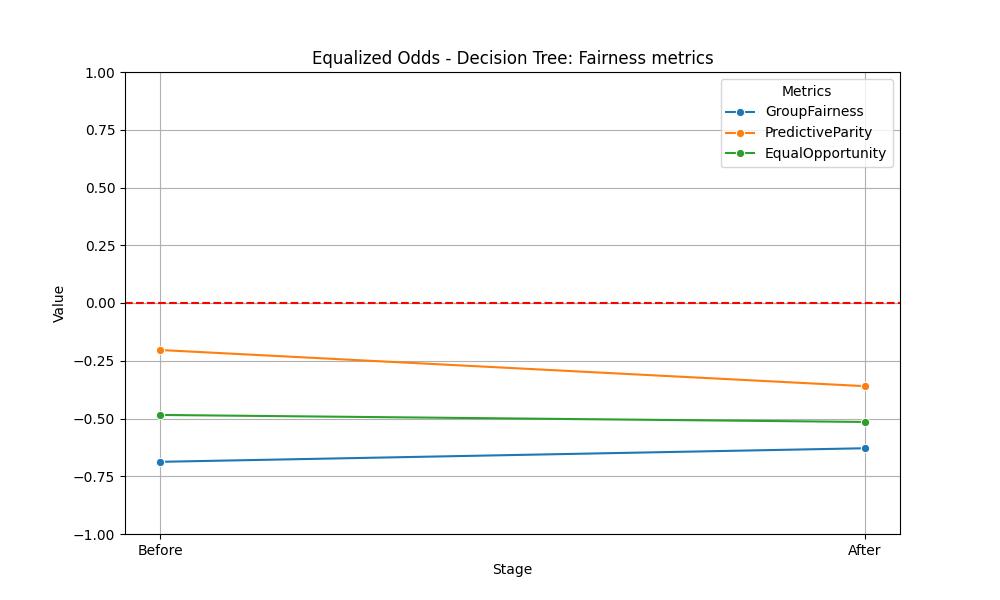 Equalized Odds - Decision Tree: Fairness metrics
Metrics
GroupFairness
PredictiveParity
EqualOpportunity
1.00
0.75
0.50
0.25
0.00
−0.25
−0.50
−0.75
−1.00
Value
Before
After
Stage